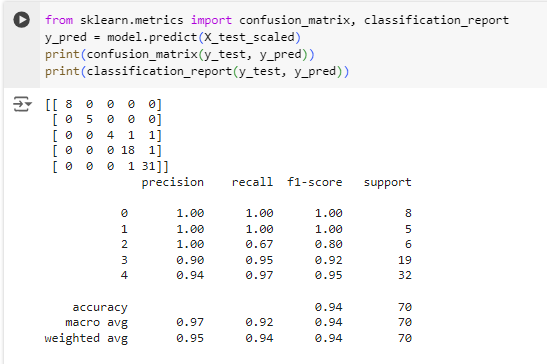 from sklearn.metrics import confusion_matrix, classification_report
y_pred = model.predict(X_test_scaled)
print(confusion_matrix(y_test, y_pred))
print(classification_report(y_test, y_pred))
[[ 8 0 0 0 0]
[ 0 5 0 0 0]
[ 0 0 4 1 1]
[ 0 0 0 18 1]
[ 0 0 0 1 31]]
precision recall f1-score support
0 1.00 1.00 1.00 8
1 1.00 1.00 1.00 5
2 1.00 0.67 0.80 6
3 0.90 0.95 0.92 19
4 0.94 0.97 0.95 32
accuracy 0.94 70
macro avg 0.97 0.92 0.94 70
weighted avg 0.95 0.94 0.94 70